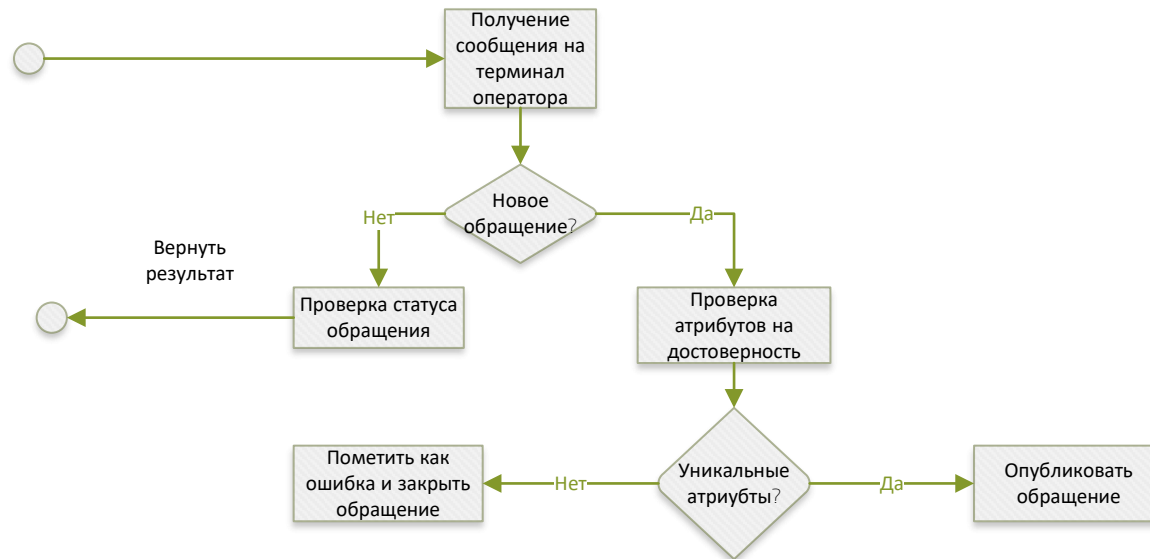 Получение
сообщения на
терминал
оператора
Новое
обращение?
Нет
Да
Вернуть
результат
Проверка статуса
обращения
Проверка
атрибутов на
достоверность
Пометить как
ошибка и закрыть
обращение
Нет
Уникальные
атриубты?
Да
Опубликовать
обращение